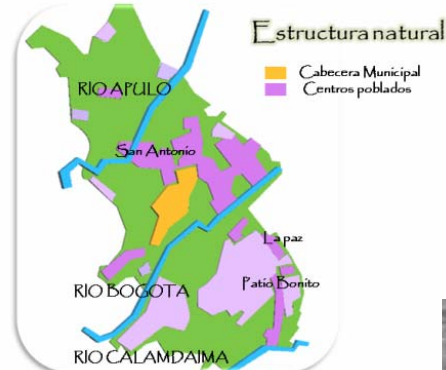 Estructura natural
Cabecera Municipal
Centros poblados
RIO APULO
San Antonio
La paz
Patio Bonito
RIO BOGOTA
RIO CALAMDAIMA